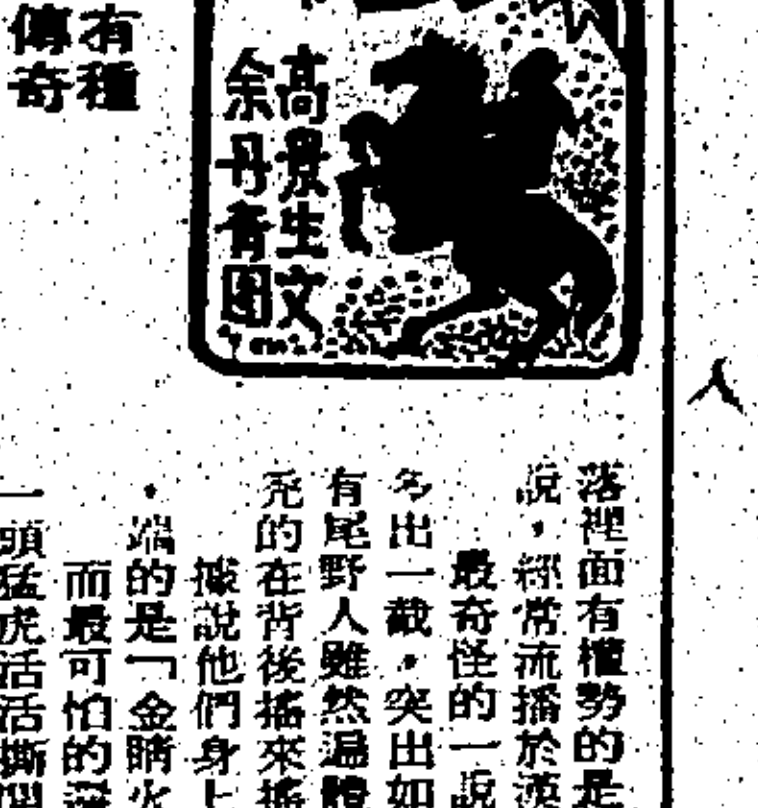 人
高景生文
余丹青圖
有種
傳奇
落裡面有權勢的是
說，經常流播於漢
最奇怪的一說
多出一截，突出如
有尾野人雖然遍體
禿的在背後搖來搖
據說他們身上
，端的是「金睛火
而最可怕的還
一頭猛虎活活撕